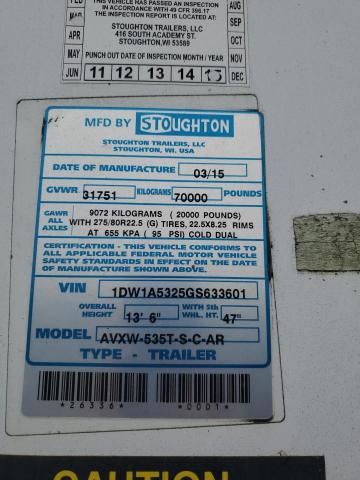 FEB THIS VEHICLE HAS PASSED AN INSPECTION AUG
IN ACCORDANCE WITH 49 CFR 396.17
MAR THE INSPECTION REPORT IS LOCATED AT: SEP
STOUGHTON TRAILERS, LLC
APR 416 SOUTH ACADEMY ST. OCT
STOUGHTON, WI 53589
MAY PUNCH OUT DATE OF INSPECTION MONTH / YEAR NOV
JUN 11 12 13 14 15 DEC
MFD BY STOUGHTON
STOUGHTON TRAILERS, LLC
STOUGHTON, WI. USA
DATE OF MANUFACTURE 03/15
GVWR 31751 KILOGRAMS 70000 POUNDS
GAWR ALL AXLES
9072 KILOGRAMS ( 20000 POUNDS)
WITH 275/80R22.5 (G) TIRES, 22.5X8.25 RIMS
AT 655 KPA ( 95 PSI) COLD DUAL
CERTIFICATION - THIS VEHICLE CONFORMS TO
ALL APPLICABLE FEDERAL MOTOR VEHICLE
SAFETY STANDARDS IN EFFECT ON THE DATE
OF MANUFACTURE SHOWN ABOVE.
VIN 1DW1A5325GS633601
OVERALL HEIGHT 13' 6" WITH 5th WHL. HT. 47"
MODEL AVXW-535T-S-C-AR
TYPE - TRAILER
*26336* *0001*
CAUTION